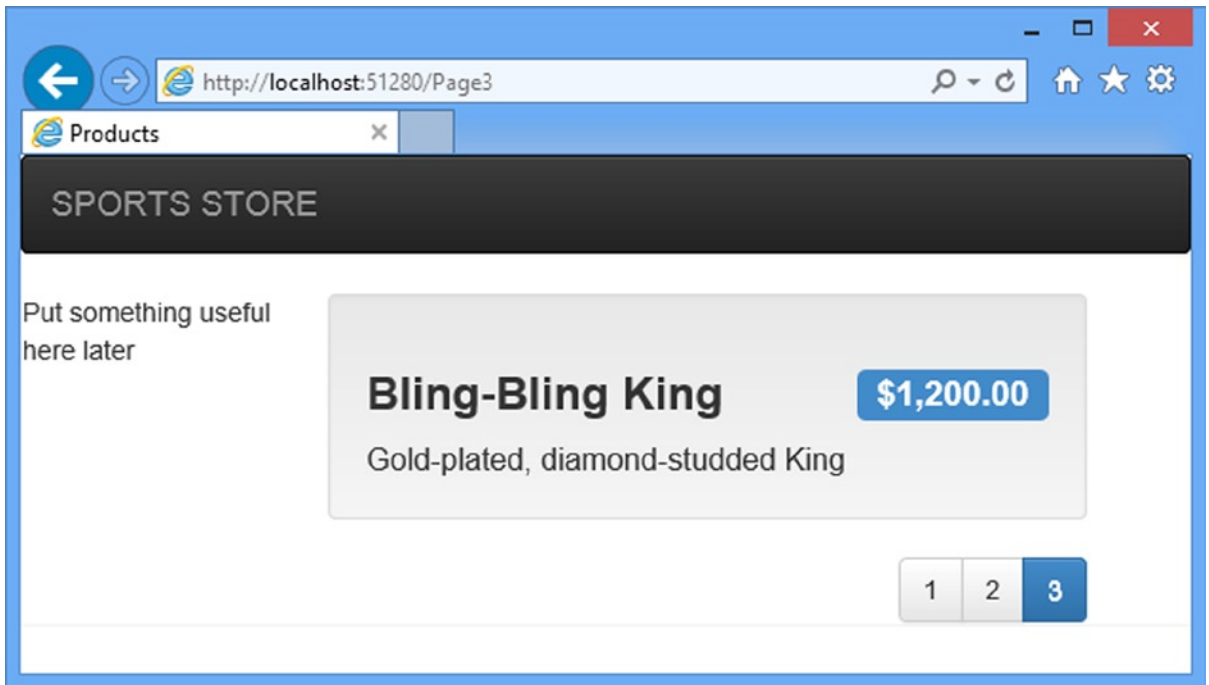 http://localhost:51280/Page3
Products
SPORTS STORE
Put something useful
here later
Bling-Bling King
$1,200.00
Gold-plated, diamond-studded King
1 2 3